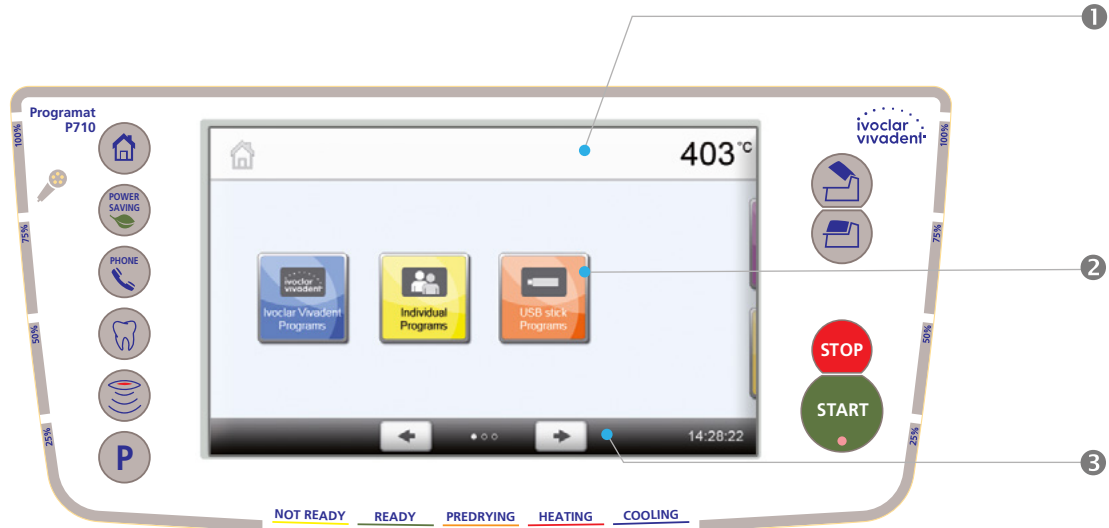 1
Programat
P710
ivoclar
vivadent
100%
100%
403 °C
POWER
SAVING
75%
75%
PHONE
2
ivoclar
vivadent
Ivoclar Vivadent
Programs
Individual
Programs
USB stick
Programs
50%
50%
STOP
START
25%
25%
P
14:28:22
3
NOT READY
READY
PREDRYING
HEATING
COOLING